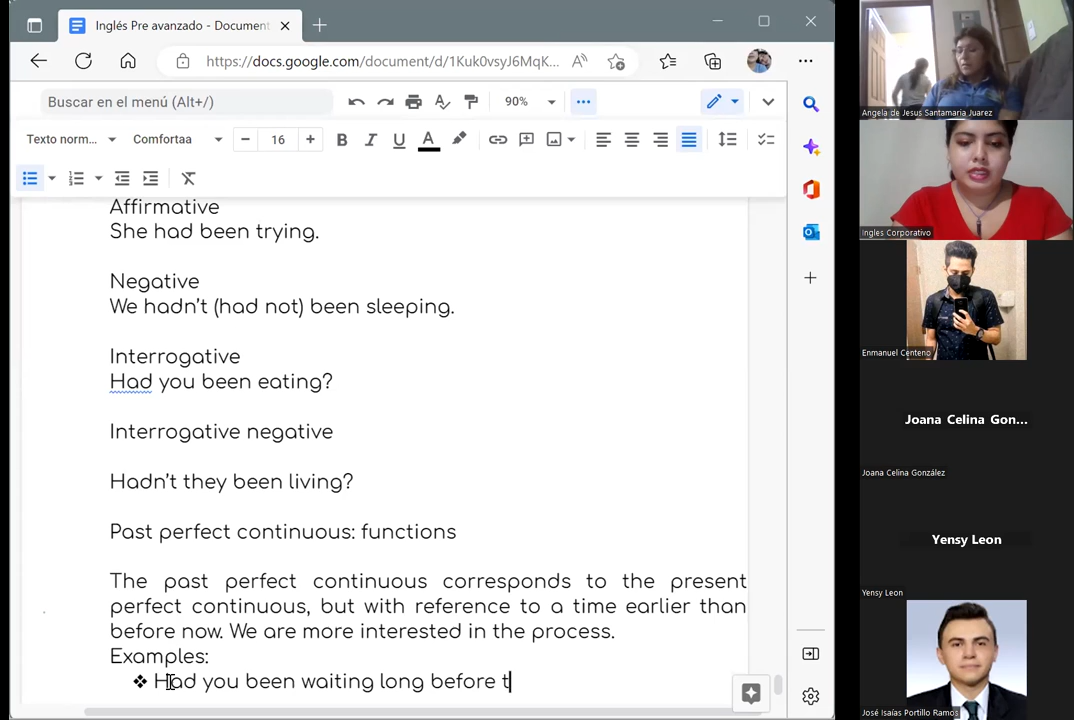 Inglés Pre avanzado - Document
https://docs.google.com/document/d/1Kuk0vsyJ6MqK...
Buscar en el menú (Alt+/)
90%
Texto norm...
Comfortaa
16
Affirmative
She had been trying.
Negative
We hadn't (had not) been sleeping.
Interrogative
Had you been eating?
Interrogative negative
Hadn't they been living?
Past perfect continuous: functions
The past perfect continuous corresponds to the present
perfect continuous, but with reference to a time earlier than
before now. We are more interested in the process.
Examples:
❖ Had you been waiting long before t
Angela de Jesus Santamaria Juarez
Ingles Corporativo
Enmanuel Centeno
Joana Celina Gon...
Joana Celina González
Yensy Leon
Yensy Leon
José Isaías Portillo Ramos